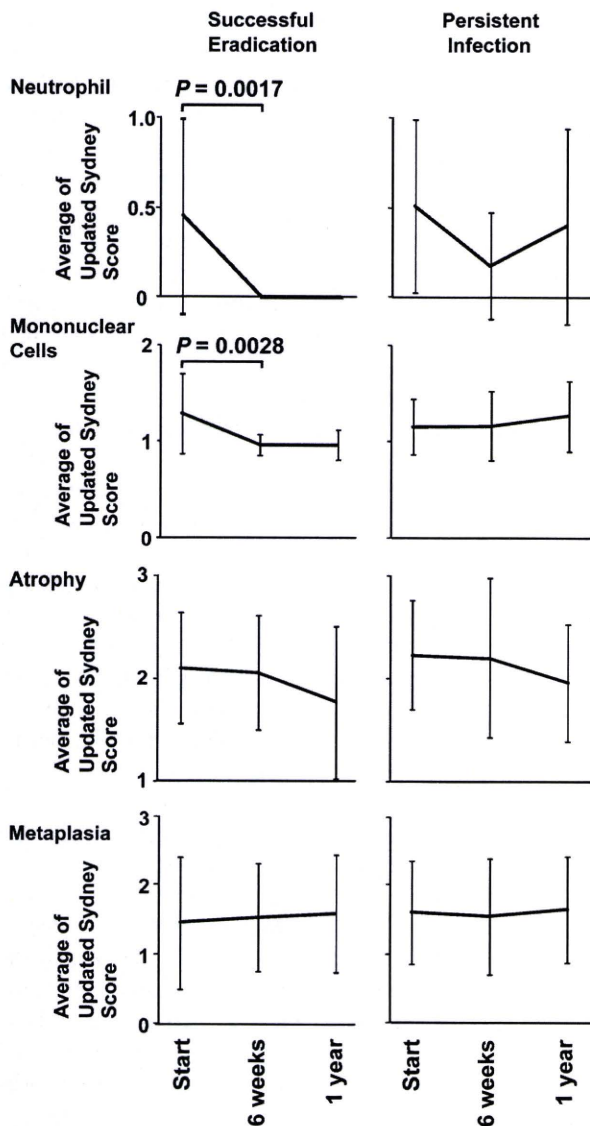 Successful
Eradication
Persistent
Infection
Neutrophil
P = 0.0017
1.0
0.5
0
Average of
Updated Sydney
Score
Mononuclear
Cells
P = 0.0028
2
1
0
Average of
Updated Sydney
Score
Atrophy
3
2
1
Average of
Updated Sydney
Score
Metaplasia
3
2
1
0
Average of
Updated Sydney
Score
Start
6 weeks
1 year
Start
6 weeks
1 year